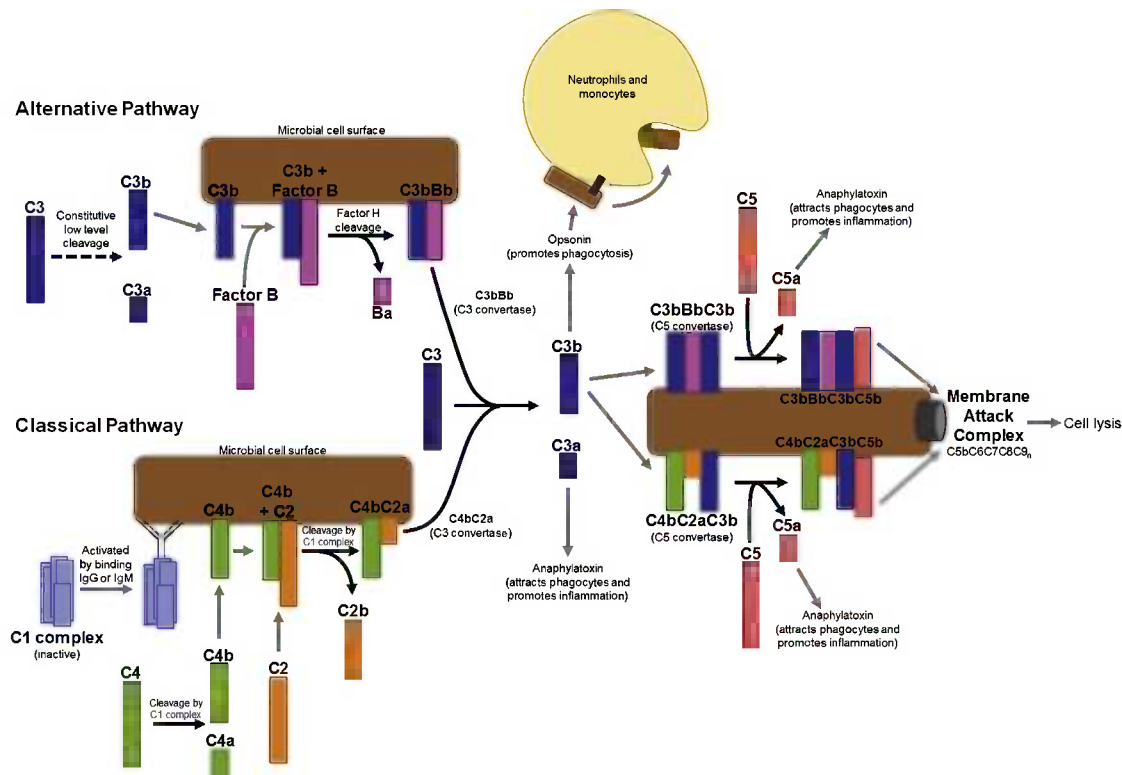 Alternative Pathway
Microbial cell surface
C3
Constitutive
low level
cleavage
C3b
C3a
C3b
C3b +
Factor B
Factor B
Factor H
cleavage
Ba
C3bBb
C3bBb
(C3 convertase)
Classical Pathway
Microbial cell surface
C1 complex
(inactive)
Activated
by binding
IgG or IgM
C4
Cleavage by
C1 complex
C4b
C4a
C4b
C4b
+ C2
C2
Cleavage by
C1 complex
C2b
C4bC2a
C4bC2a
(C3 convertase)
C3
C3b
C3a
Neutrophils and
monocytes
Opsonin
(promotes phagocytosis)
Anaphylatoxin
(attracts phagocytes and
promotes inflammation)
C3bBbC3b
(C5 convertase)
C5
C5a
Anaphylatoxin
(attracts phagocytes and
promotes inflammation)
C3bBbC3bC5b
C4bC2aC3bC5b
C4bC2aC3b
(C5 convertase)
C5
C5a
Anaphylatoxin
(attracts phagocytes and
promotes inflammation)
Membrane
Attack
Complex
C5bC6C7C8C9n
Cell lysis